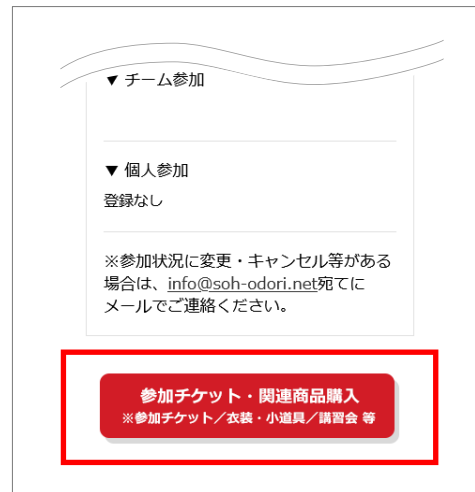 ▼ チーム参加
▼ 個人参加
登録なし
※参加状況に変更・キャンセル等がある
場合は、info@soh-odori.net宛てに
メールでご連絡ください。
参加チケット・関連商品購入
※参加チケット／衣装・小道具／講習会 等